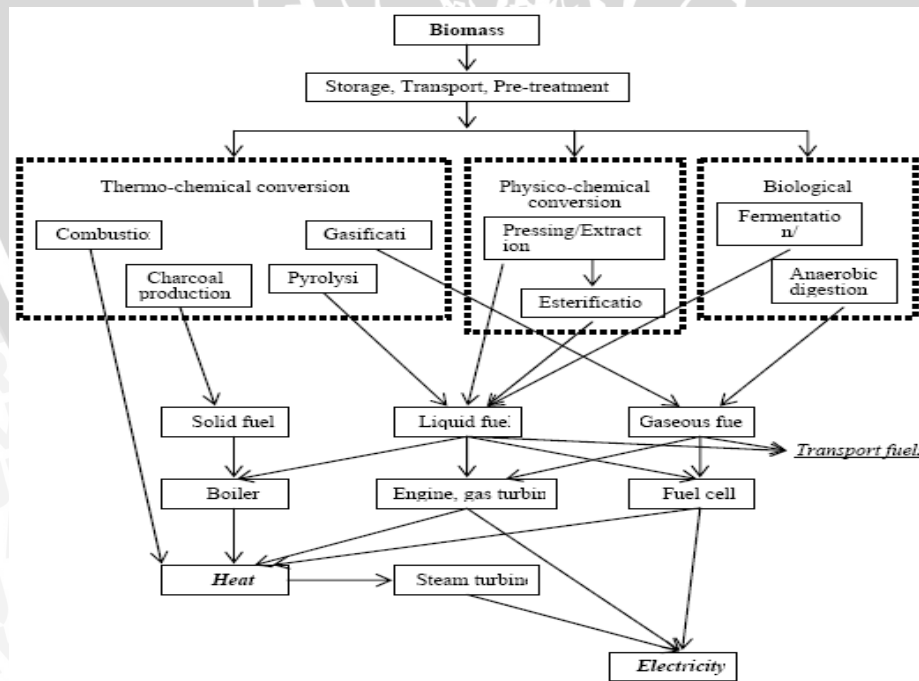 Biomass
Storage, Transport, Pre-treatment
Thermo-chemical conversion
Physico-chemical
conversion
Biological
Combustio
Gasificati
Pressing/Extract
ion
Fermentatio
n/
Charcoal
production
Pyrolysi
Esterificatio
Anaerobic
digestion
Solid fuel
Liquid fuel
Gaseous fue
Transport fuel
Boiler
Engine, gas turbin
Fuel cell
Heat
Steam turbine
Electricity